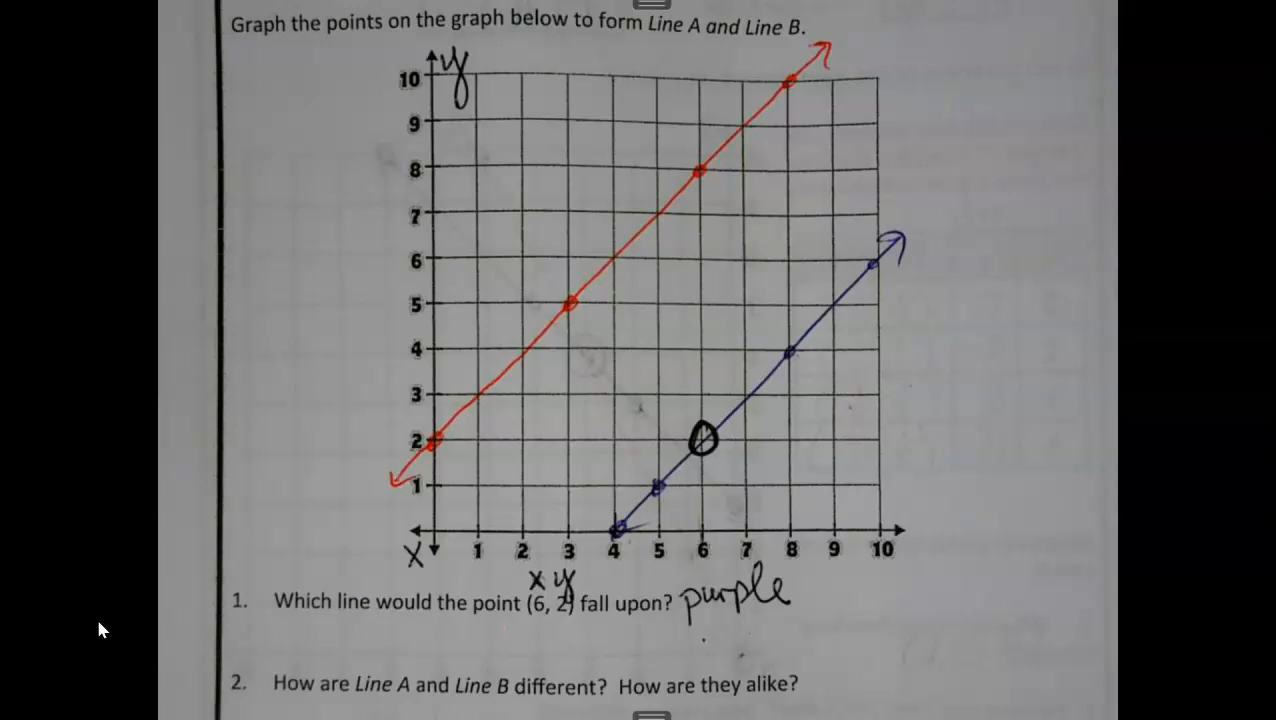 Graph the points on the graph below to form Line A and Line B.
y
10
9
8
7
6
5
4
3
2
1
X 1 2 3 4 5 6 7 8 9 10
x y
1. Which line would the point (6, 2) fall upon? purple
2. How are Line A and Line B different? How are they alike?